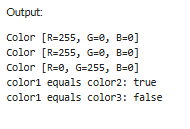 Output:
Color [R=255, G=0, B=0]
Color [R=255, G=0, B=0]
Color [R=0, G=255, B=0]
color1 equals color2: true
color1 equals color3: false